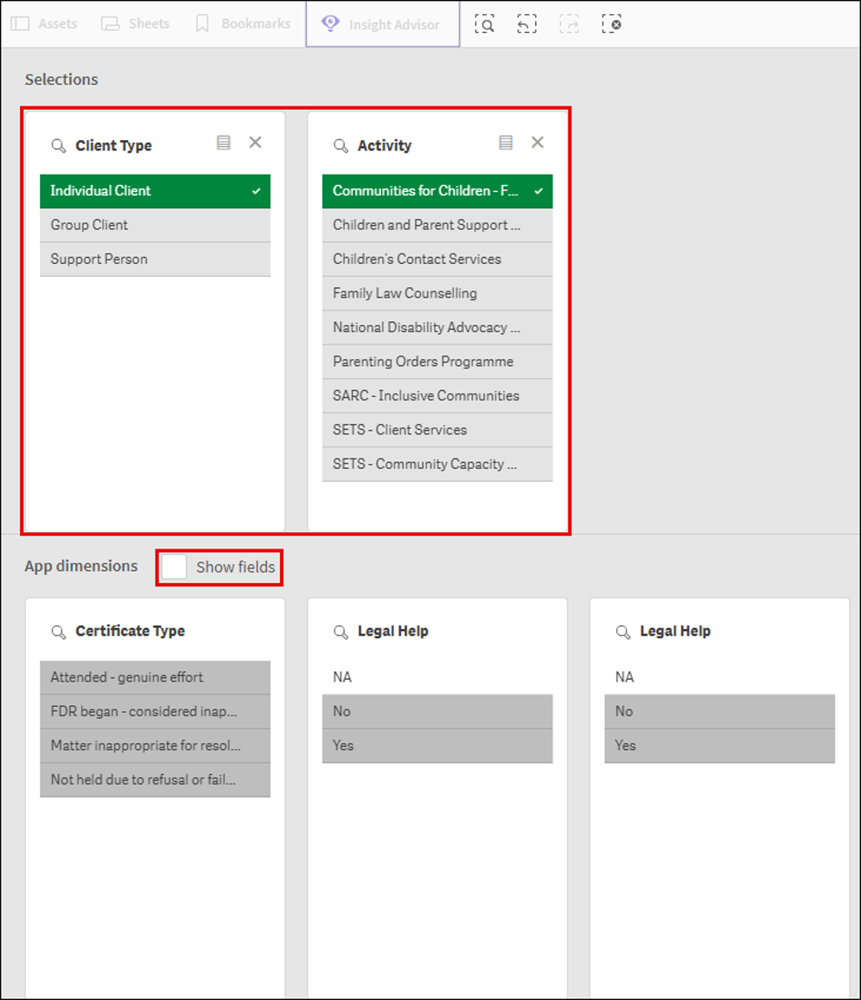 Assets Sheets Bookmarks Insight Advisor
Selections
Client Type
Individual Client
Group Client
Support Person
Activity
Communities for Children - F...
Children and Parent Support ...
Children's Contact Services
Family Law Counselling
National Disability Advocacy ...
Parenting Orders Programme
SARC - Inclusive Communities
SETS - Client Services
SETS - Community Capacity ...
App dimensions Show fields
Certificate Type
Attended - genuine effort
FDR began - considered inap...
Matter inappropriate for resol...
Not held due to refusal or fail...
Legal Help
NA
No
Yes
Legal Help
NA
No
Yes